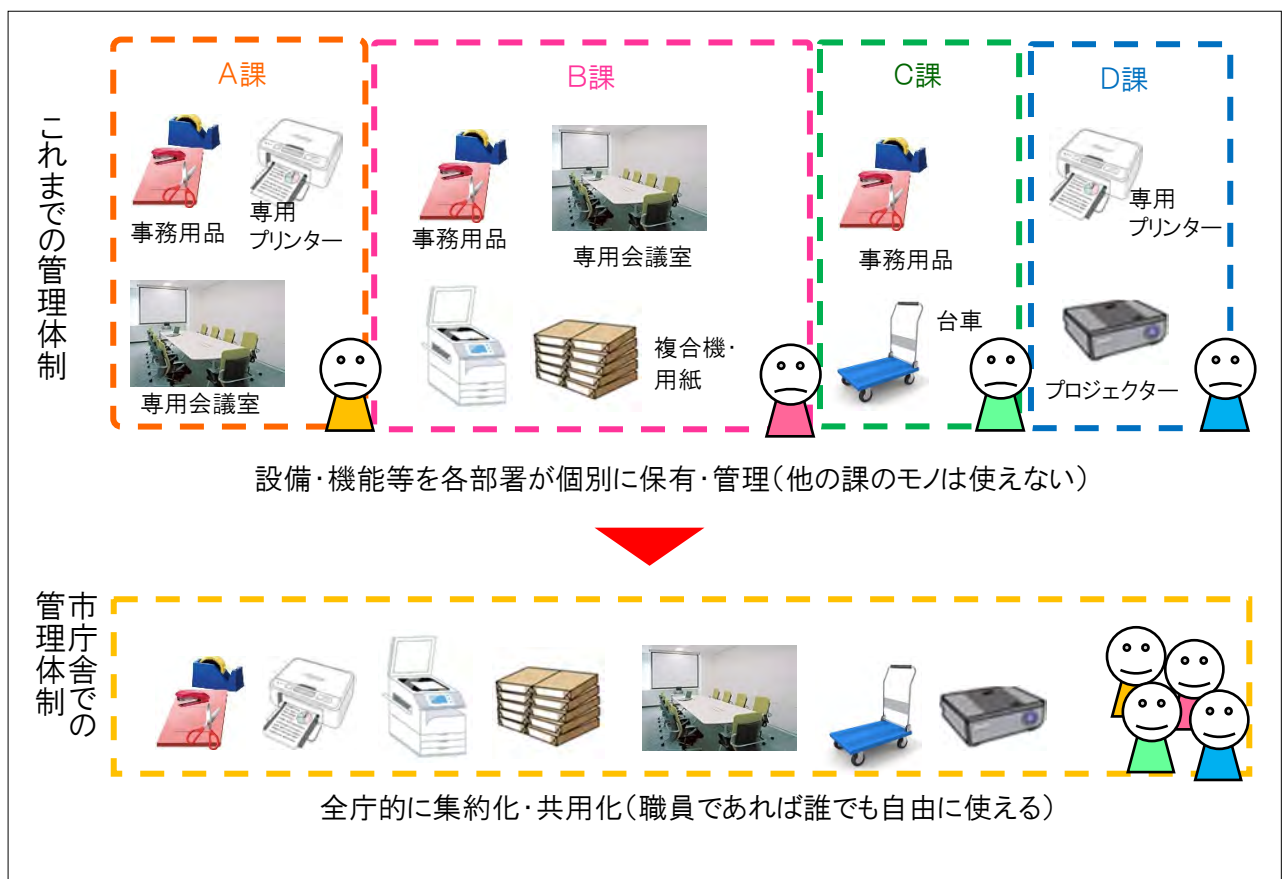 これまでの管理体制
A課
事務用品
専用
プリンター
専用会議室
B課
事務用品
専用会議室
複合機・
用紙
C課
事務用品
台車
D課
専用
プリンター
プロジェクター
設備・機能等を各部署が個別に保有・管理(他の課のモノは使えない)
市庁舎での
管理体制
全庁的に集約化・共用化(職員であれば誰でも自由に使える)